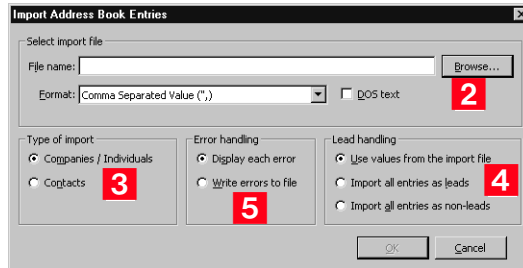 Import Address Book Entries
Select import file
File name:
Browse...
2
Format: Comma Separated Value (",)
DOS text
Type of import
Companies / Individuals
Contacts
3
Error handling
Display each error
Write errors to file
5
Lead handling
Use values from the import file
Import all entries as leads
4
Import all entries as non-leads
OK
Cancel